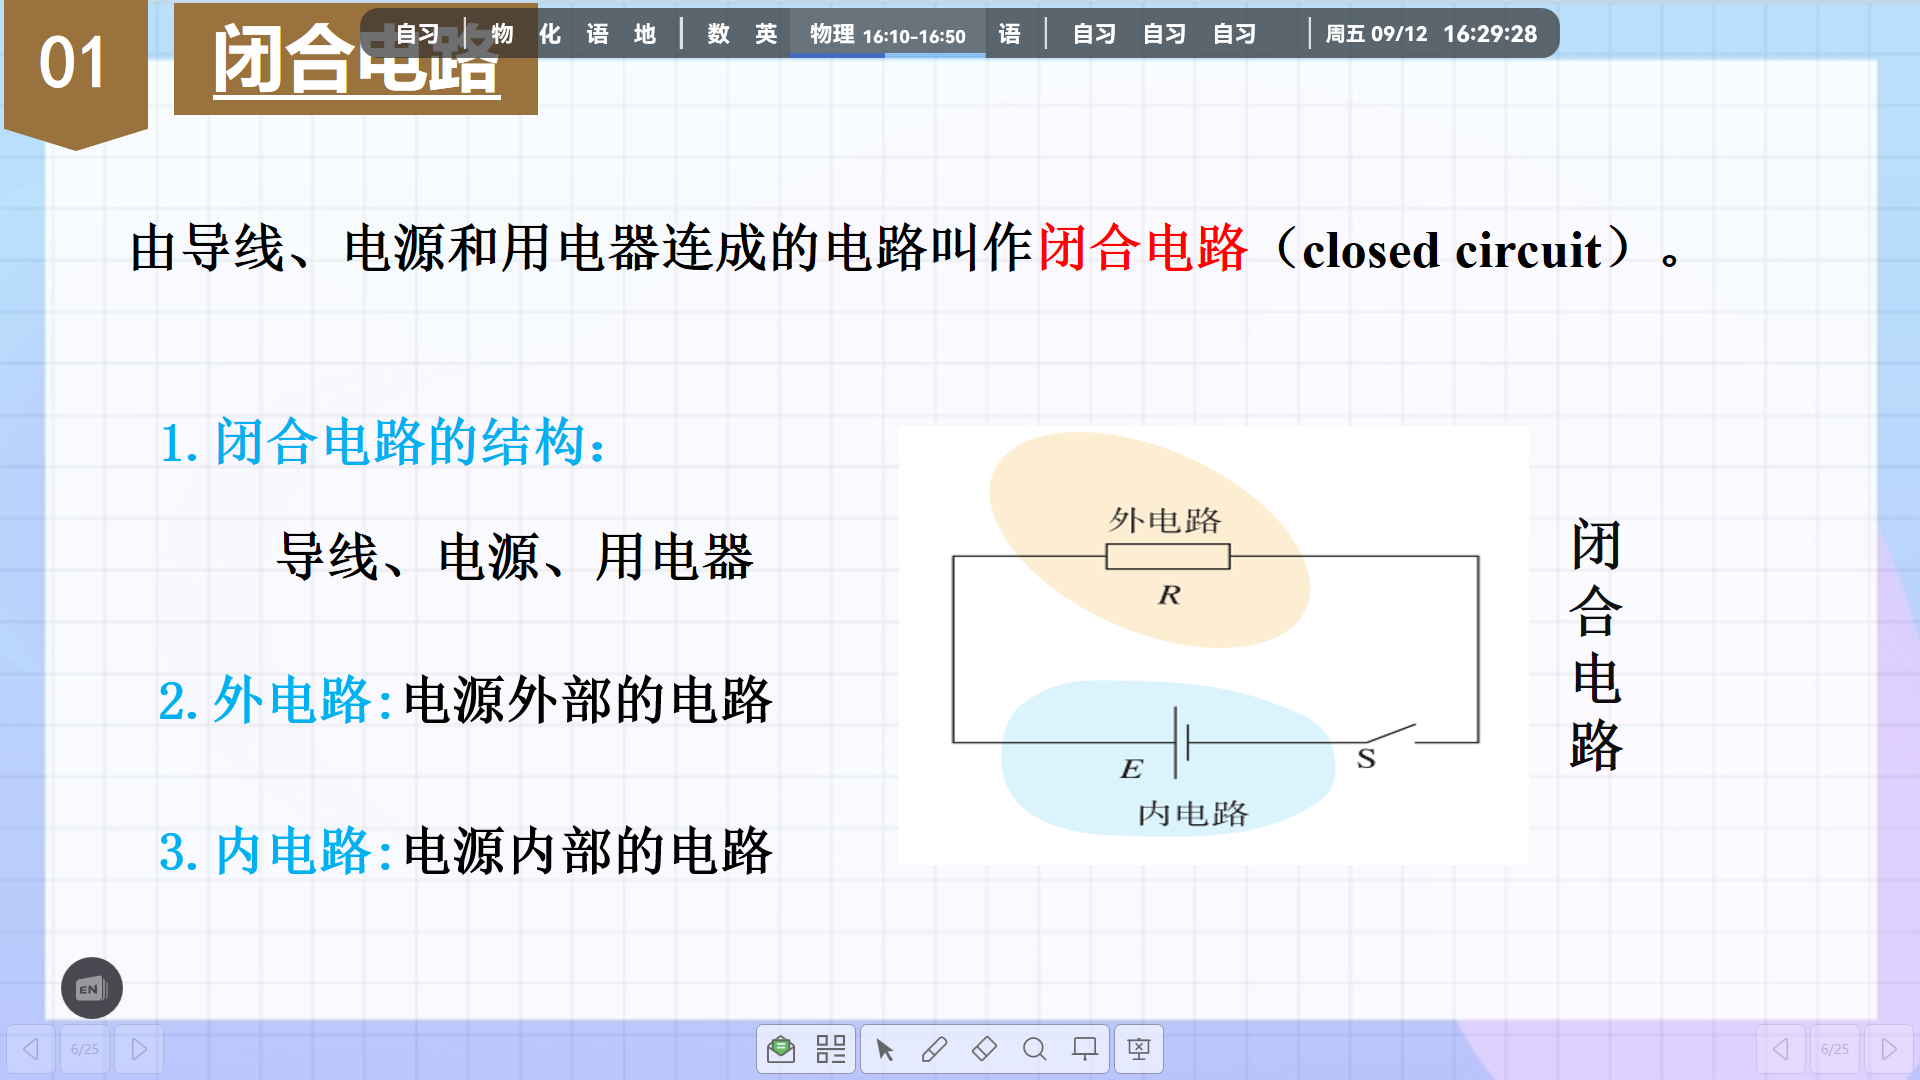 自习 物 化 语 地 数 英 物理 16:10-16:50 语 自习 自习 自习 周五 09/12 16:29:28
01 闭合电路
由导线、电源和用电器连成的电路叫作闭合电路（closed circuit）。
1. 闭合电路的结构：
导线、电源、用电器
2. 外电路：电源外部的电路
3. 内电路：电源内部的电路
外电路
R
E
S
内电路
闭合电路
EN
6/25
6/25